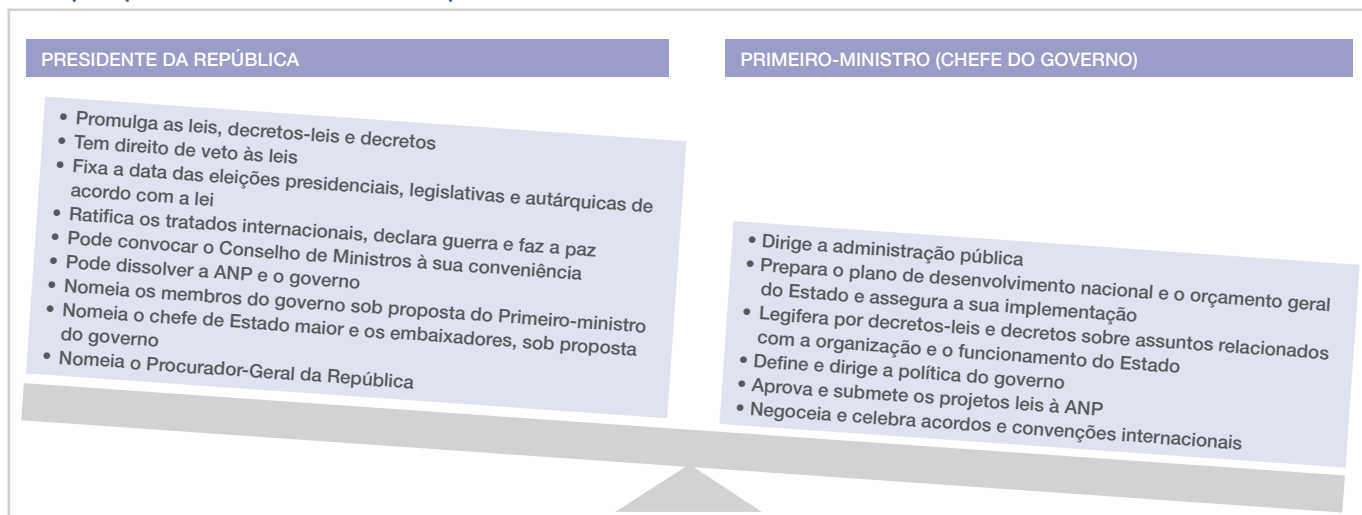 PRESIDENTE DA REPÚBLICA
• Promulga as leis, decretos-leis e decretos
• Tem direito de veto às leis
• Fixa a data das eleições presidenciais, legislativas e autárquicas de
acordo com a lei
• Ratifica os tratados internacionais, declara guerra e faz a paz
• Pode convocar o Conselho de Ministros à sua conveniência
• Pode dissolver a ANP e o governo
• Nomeia os membros do governo sob proposta do Primeiro-ministro
• Nomeia o chefe de Estado maior e os embaixadores, sob proposta
do governo
• Nomeia o Procurador-Geral da República
PRIMEIRO-MINISTRO (CHEFE DO GOVERNO)
• Dirige a administração pública
• Prepara o plano de desenvolvimento nacional e o orçamento geral
do Estado e assegura a sua implementação
• Legifera por decretos-leis e decretos sobre assuntos relacionados
com a organização e o funcionamento do Estado
• Define e dirige a política do governo
• Aprova e submete os projetos leis à ANP
• Negoceia e celebra acordos e convenções internacionais